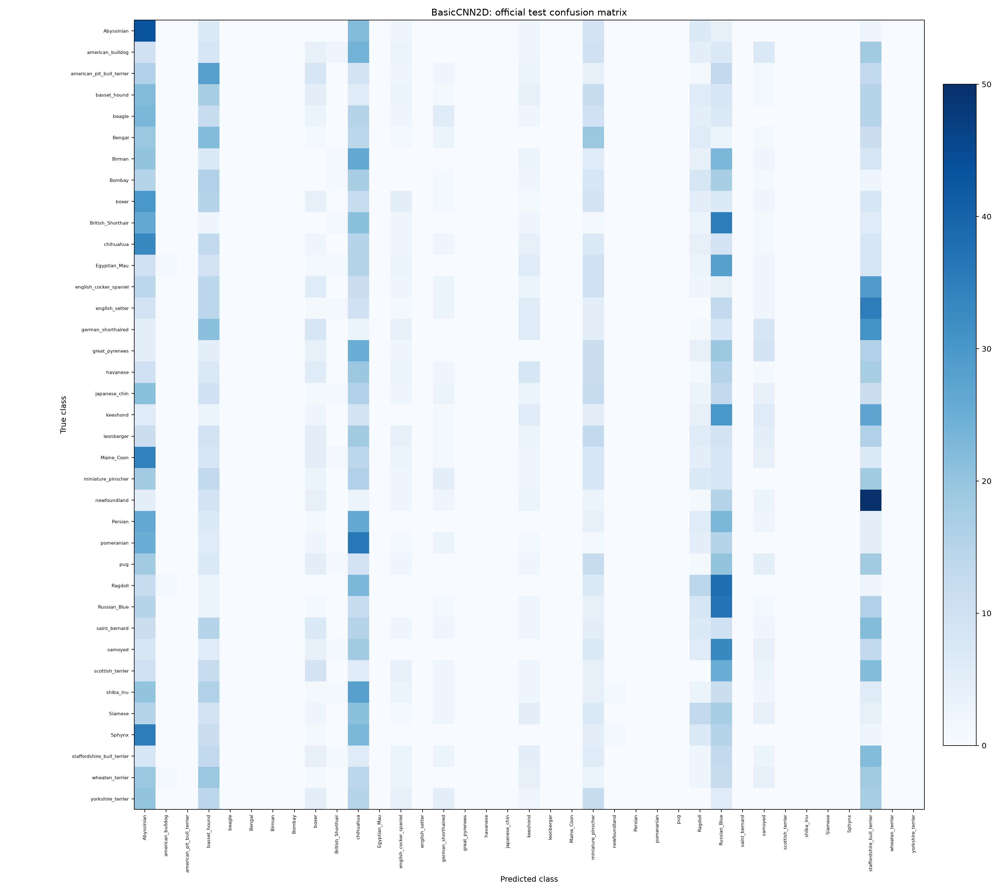 BasicCNN2D: official test confusion matrix
Abyssinian
american_bulldog
american_pit_bull_terrier
basset_hound
beagle
Bengal
Birman
Bombay
boxer
British_Shorthair
chihuahua
Egyptian_Mau
english_cocker_spaniel
english_setter
german_shorthaired
great_pyrenees
havanese
japanese_chin
keeshond
leonberger
Maine_Coon
miniature_pinscher
newfoundland
Persian
pomeranian
pug
Ragdoll
Russian_Blue
saint_bernard
samoyed
scottish_terrier
shiba_inu
Siamese
Sphynx
staffordshire_bull_terrier
wheaten_terrier
yorkshire_terrier
True class
Abyssinian
american_bulldog
american_pit_bull_terrier
basset_hound
beagle
Bengal
Birman
Bombay
boxer
British_Shorthair
chihuahua
Egyptian_Mau
english_cocker_spaniel
english_setter
german_shorthaired
great_pyrenees
havanese
japanese_chin
keeshond
leonberger
Maine_Coon
miniature_pinscher
newfoundland
Persian
pomeranian
pug
Ragdoll
Russian_Blue
saint_bernard
samoyed
scottish_terrier
shiba_inu
Siamese
Sphynx
staffordshire_bull_terrier
wheaten_terrier
yorkshire_terrier
Predicted class
50
40
30
20
10
0